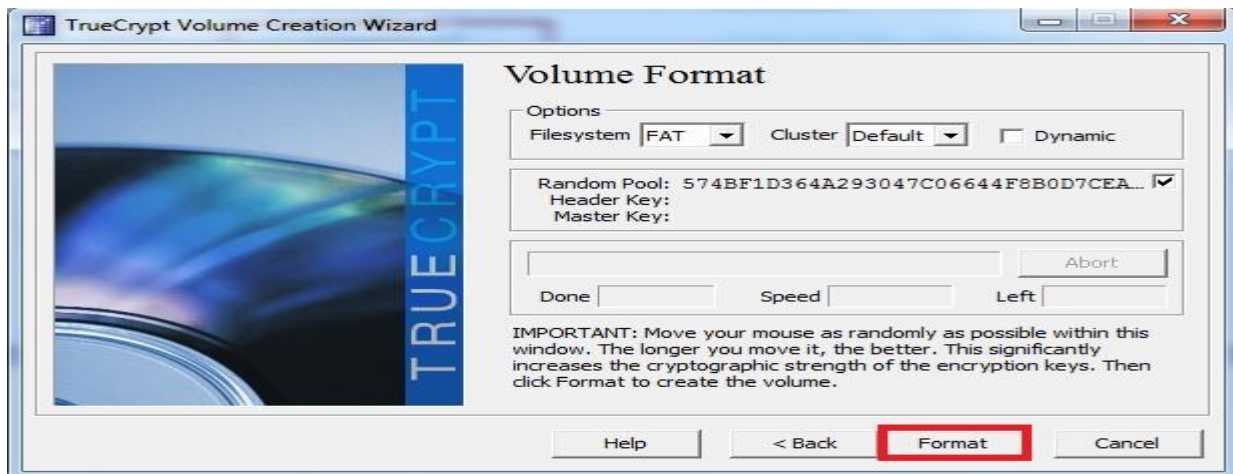 TrueCrypt Volume Creation Wizard
TRUECRYPT
Volume Format
Options
Filesystem FAT Cluster Default Dynamic
Random Pool: 574BF1D364A293047C06644F8B0D7CEA...
Header Key:
Master Key:
Abort
Done Speed Left
IMPORTANT: Move your mouse as randomly as possible within this
window. The longer you move it, the better. This significantly
increases the cryptographic strength of the encryption keys. Then
click Format to create the volume.
Help < Back Format Cancel